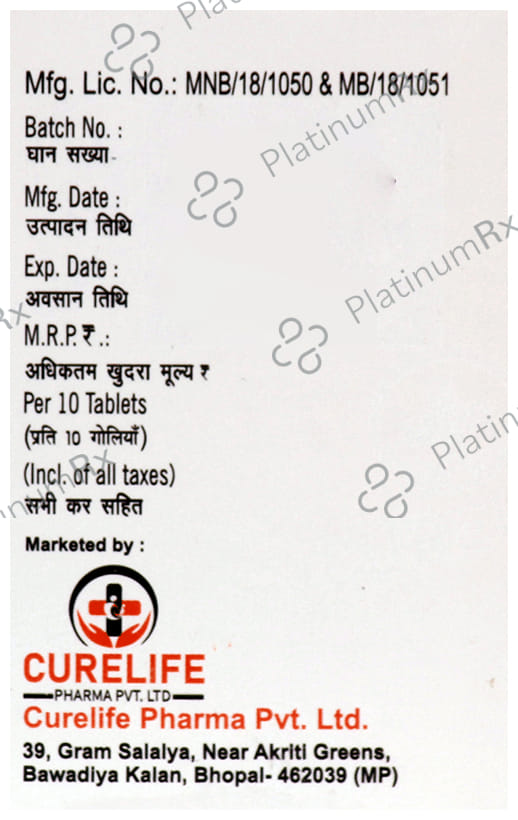 Mfg. Lic. No.: MNB/18/1050 & MB/18/1051
Batch No. :
घान सख्या
Mfg. Date :
उत्पादन तिथि
Exp. Date :
अवसान तिथि
M.R.P.₹ .:
अधिकतम खुदरा मूल्य ₹
Per 10 Tablets
(प्रति 10 गोलियाँ)
(Incl. of all taxes)
सभी कर सहित
Marketed by :
CURELIFE
PHARMA PVT. LTD
Curelife Pharma Pvt. Ltd.
39, Gram Salalya, Near Akriti Greens,
Bawadiya Kalan, Bhopal- 462039 (MP)
PlatinumRx
PlatinumRx